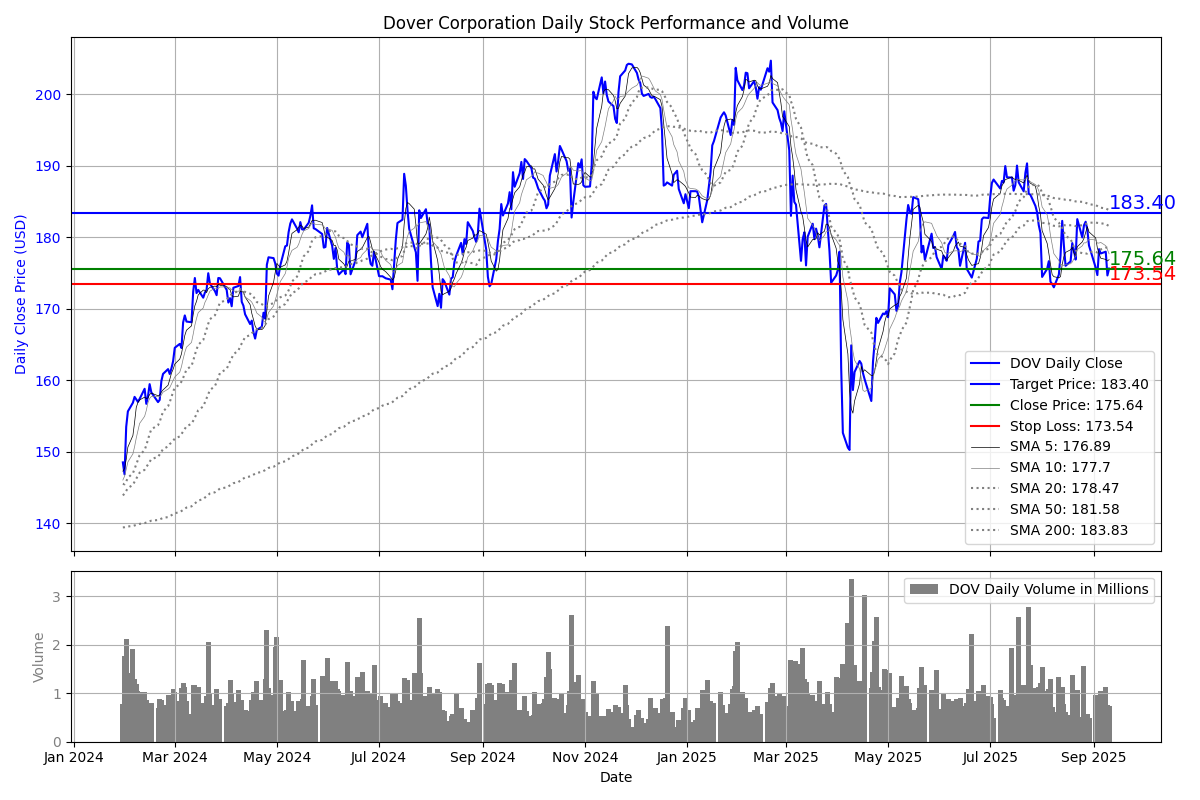 Dover Corporation Daily Stock Performance and Volume
Daily Close Price (USD)
200
190
180
170
160
150
140
183.40
175.64
173.54
DOV Daily Close
Target Price: 183.40
Close Price: 175.64
Stop Loss: 173.54
SMA 5: 176.89
SMA 10: 177.7
SMA 20: 178.47
SMA 50: 181.58
SMA 200: 183.83
Volume
3
2
1
0
DOV Daily Volume in Millions
Jan 2024 Mar 2024 May 2024 Jul 2024 Sep 2024 Nov 2024 Jan 2025 Mar 2025 May 2025 Jul 2025 Sep 2025
Date